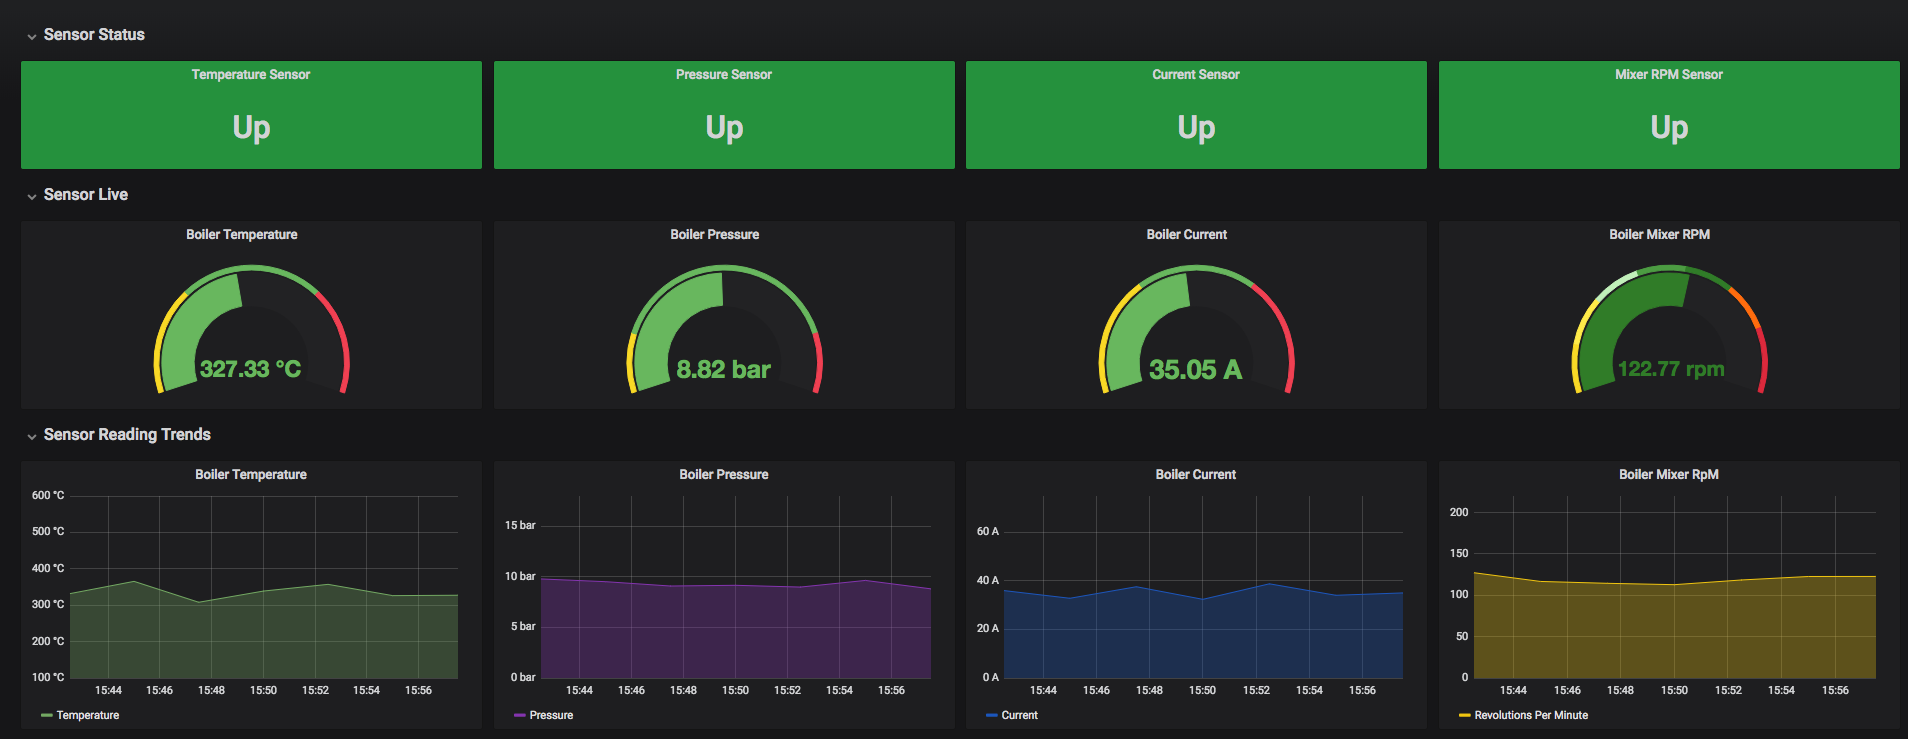 Sensor Status
Temperature Sensor
Up
Pressure Sensor
Up
Current Sensor
Up
Mixer RPM Sensor
Up
Sensor Live
Boiler Temperature
327.33 °C
Boiler Pressure
8.82 bar
Boiler Current
35.05 A
Boiler Mixer RPM
122.77 rpm
Sensor Reading Trends
Boiler Temperature
600 °C
500 °C
400 °C
300 °C
200 °C
100 °C
15:44 15:46 15:48 15:50 15:52 15:54 15:56
Temperature
Boiler Pressure
15 bar
10 bar
5 bar
0 bar
15:44 15:46 15:48 15:50 15:52 15:54 15:56
Pressure
Boiler Current
60 A
40 A
20 A
0 A
15:44 15:46 15:48 15:50 15:52 15:54 15:56
Current
Boiler Mixer RpM
200
150
100
50
0
15:44 15:46 15:48 15:50 15:52 15:54 15:56
Revolutions Per Minute